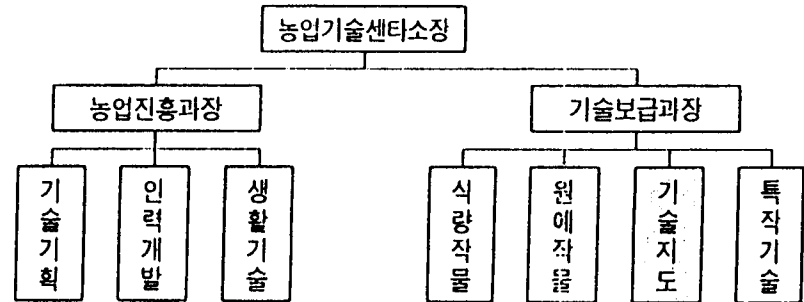 농업기술센타소장
농업진흥과장
기술보급과장
기술기획
인력개발
생활기술
식량작물
원예작물
기술지도
특작기술